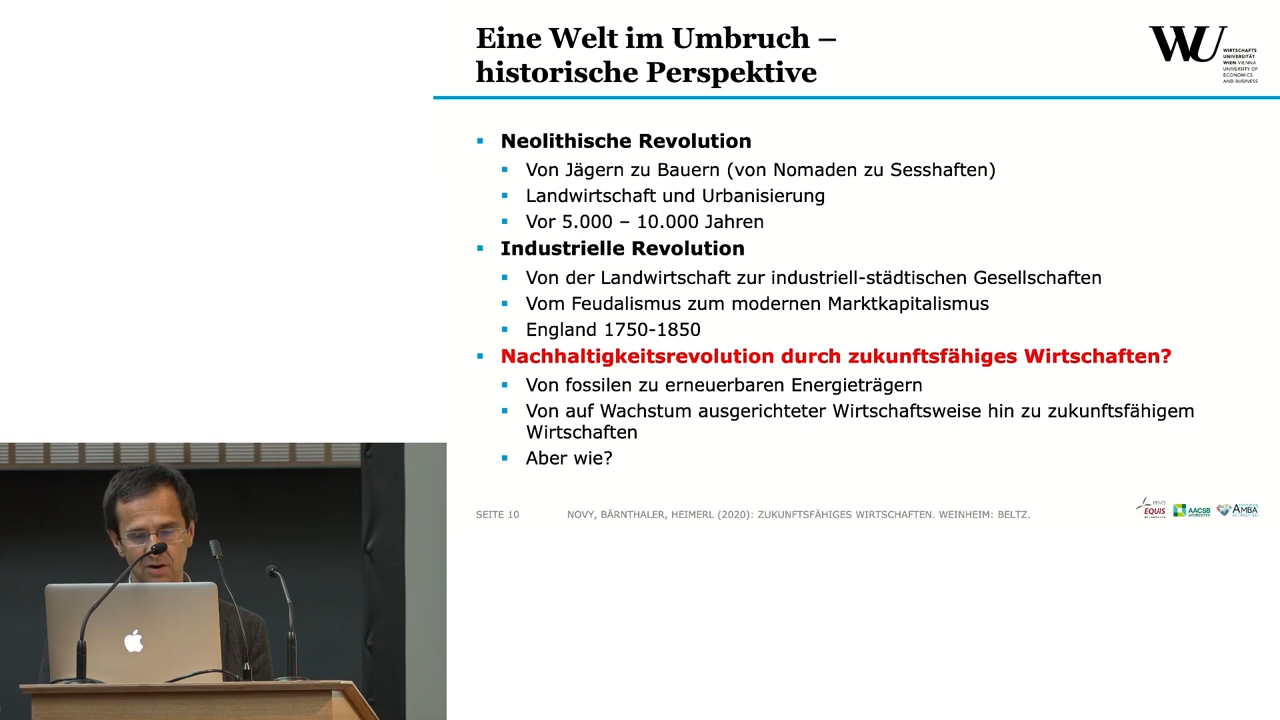 Eine Welt im Umbruch –
historische Perspektive
WU
WIRTSCHAFTS
UNIVERSITÄT
WIEN VIENNA
UNIVERSITY OF
ECONOMICS
AND BUSINESS
Neolithische Revolution
Von Jägern zu Bauern (von Nomaden zu Sesshaften)
Landwirtschaft und Urbanisierung
Vor 5.000 – 10.000 Jahren
Industrielle Revolution
Von der Landwirtschaft zur industriell-städtischen Gesellschaften
Vom Feudalismus zum modernen Marktkapitalismus
England 1750-1850
Nachhaltigkeitsrevolution durch zukunftsfähiges Wirtschaften?
Von fossilen zu erneuerbaren Energieträgern
Von auf Wachstum ausgerichteter Wirtschaftsweise hin zu zukunftsfähigem
Wirtschaften
Aber wie?
SEITE 10 NOVY, BÄRNTHALER, HEIMERL (2020): ZUKUNFTSFÄHIGES WIRTSCHAFTEN. WEINHEIM: BELTZ.
EQUIS
AACSB
ACCREDITED
AMBA